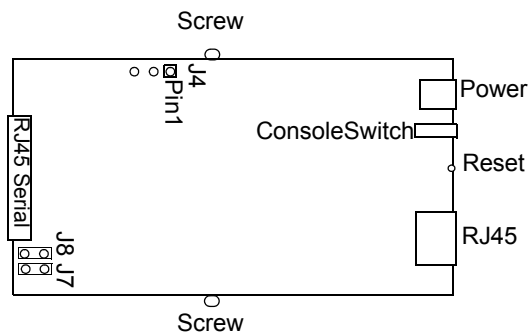 Screw
J4
Pin1
Power
ConsoleSwitch
RJ45 Serial
Reset
RJ45
J8
J7
Screw